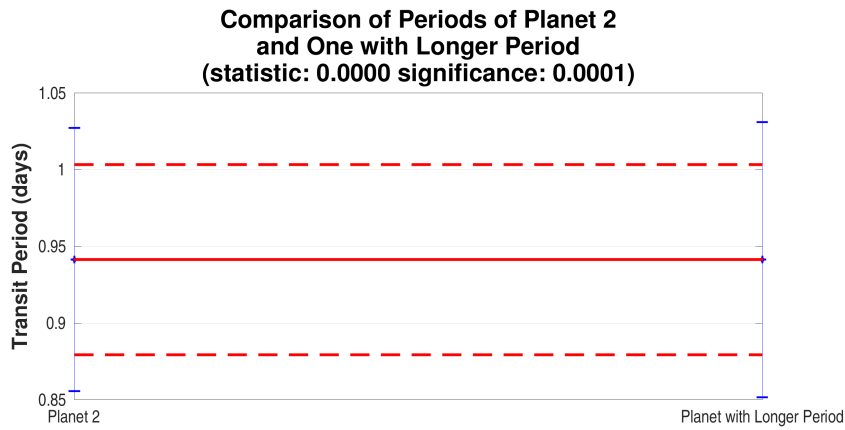 Comparison of Periods of Planet 2
and One with Longer Period
(statistic: 0.0000 significance: 0.0001)
Transit Period (days)
1.05
1
0.95
0.9
0.85
Planet 2
Planet with Longer Period